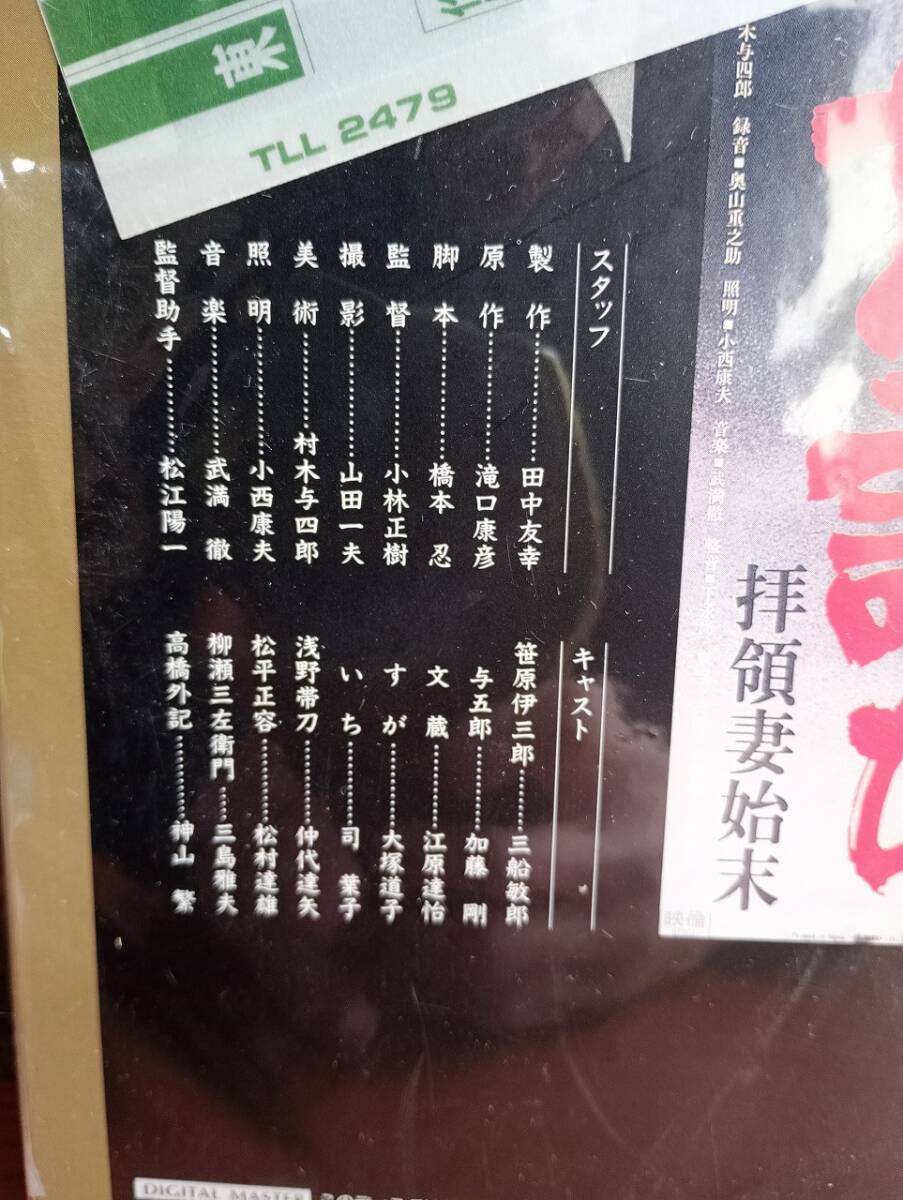 東
TLL 2479
スタッフ
製作…………田中友幸
原作…………滝口康彦
脚本…………橋本 忍
監督…………小林正樹
撮影…………山田一夫
美術…………村木与四郎
照明…………小西康夫
音楽…………武満 徹
監督助手…………松江陽一
キャスト
笹原伊三郎…………三船敏郎
与五郎…………加藤 剛
文蔵…………江原達怡
すが…………大塚道子
いち…………司 葉子
浅野帯刀…………仲代達矢
松平正容…………松村達雄
柳瀬三左衛門……三島雅夫
高橋外記…………神山 繁
木与四郎 録音■奥山重之助 照明■小西康夫 音楽■武満徹
拝領妻始末
映倫
DIGITAL MASTER